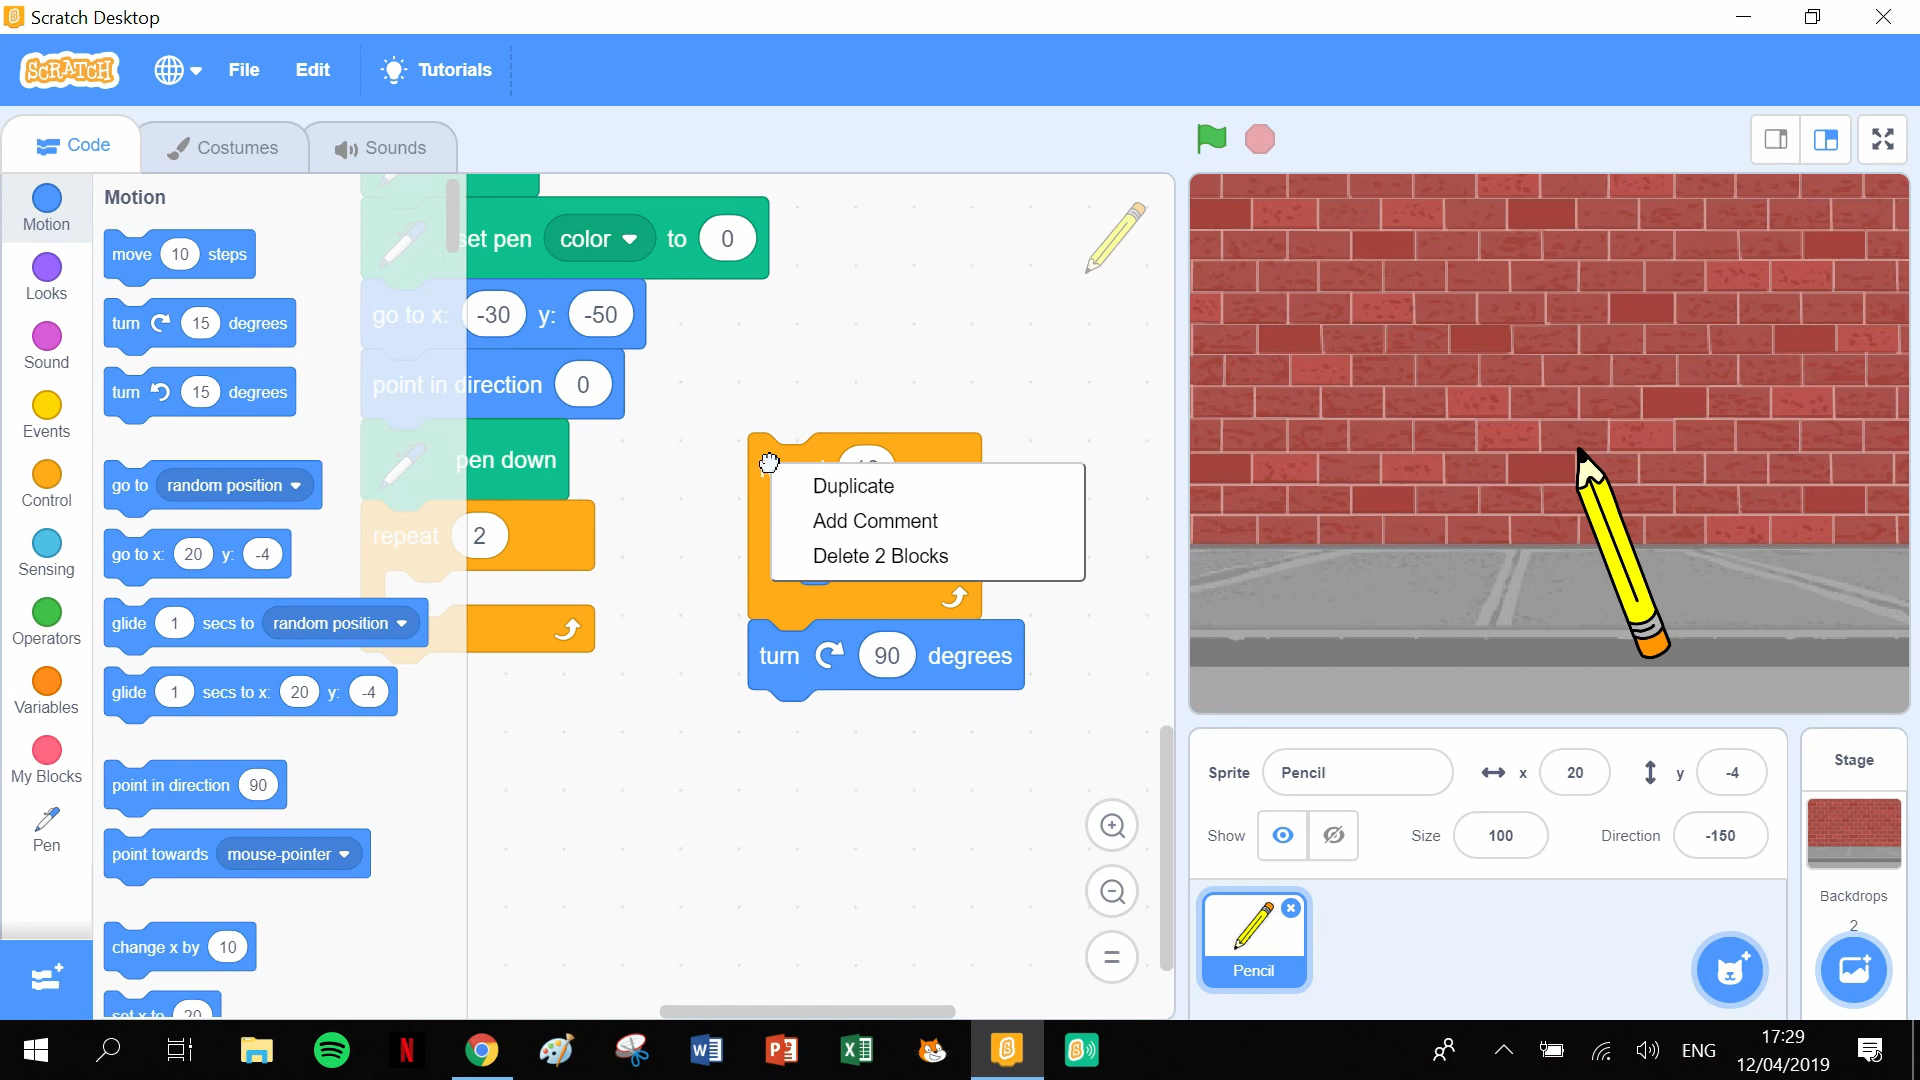 Scratch Desktop
SCRATCH
File
Edit
Tutorials
Code
Costumes
Sounds
Motion
Looks
Sound
Events
Control
Sensing
Operators
Variables
My Blocks
Pen
Motion
move 10 steps
turn 15 degrees
turn 15 degrees
go to random position
go to x: 20 y: -4
glide 1 secs to random position
glide 1 secs to x: 20 y: -4
point in direction 90
point towards mouse-pointer
change x by 10
set x to 20
set pen color to 0
go to x: -30 y: -50
point in direction 0
pen down
repeat 2
Duplicate
Add Comment
Delete 2 Blocks
turn 90 degrees
Sprite Pencil
x 20
y -4
Show
Size 100
Direction -150
Pencil
Stage
Backdrops
2
ENG
17:29
12/04/2019